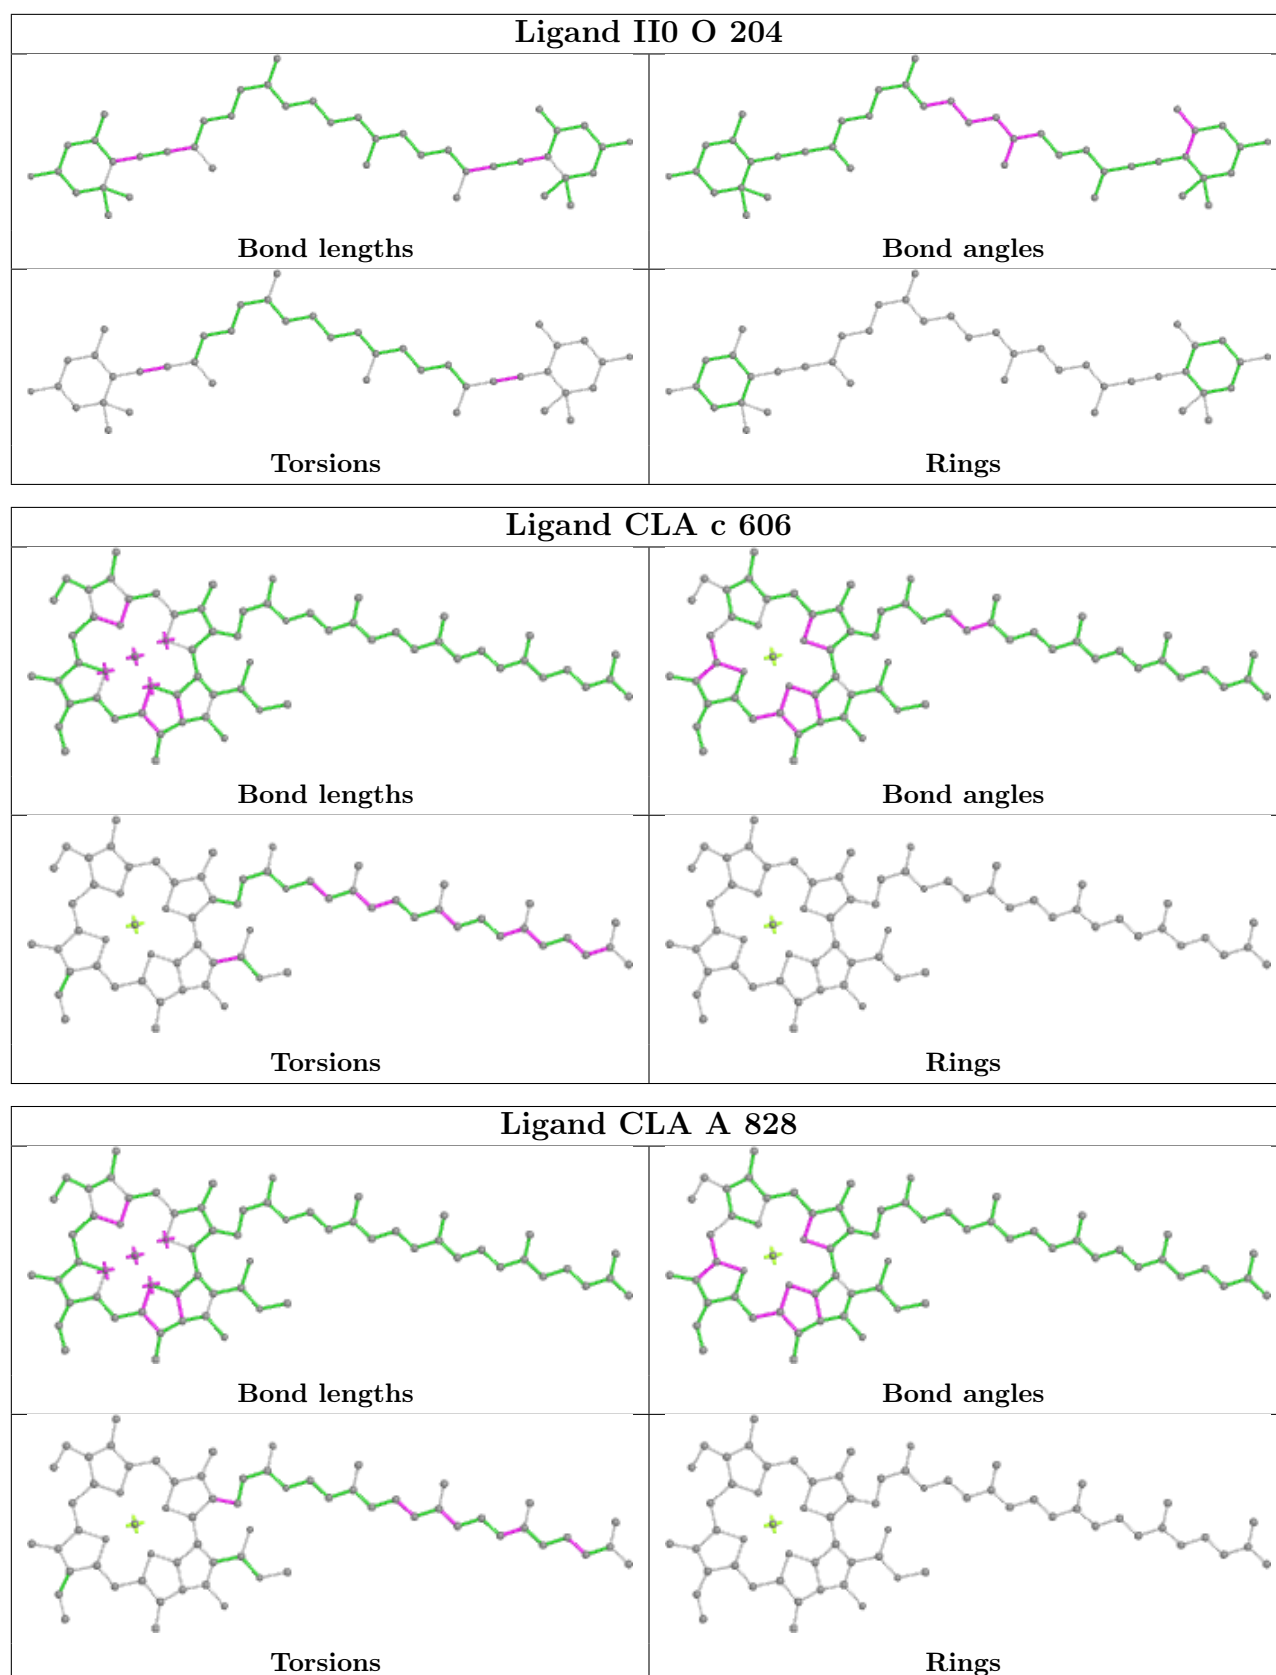 Ligand II0 O 204
Bond lengths
Bond angles
Torsions
Rings
Ligand CLA c 606
Bond lengths
Bond angles
Torsions
Rings
Ligand CLA A 828
Bond lengths
Bond angles
Torsions
Rings